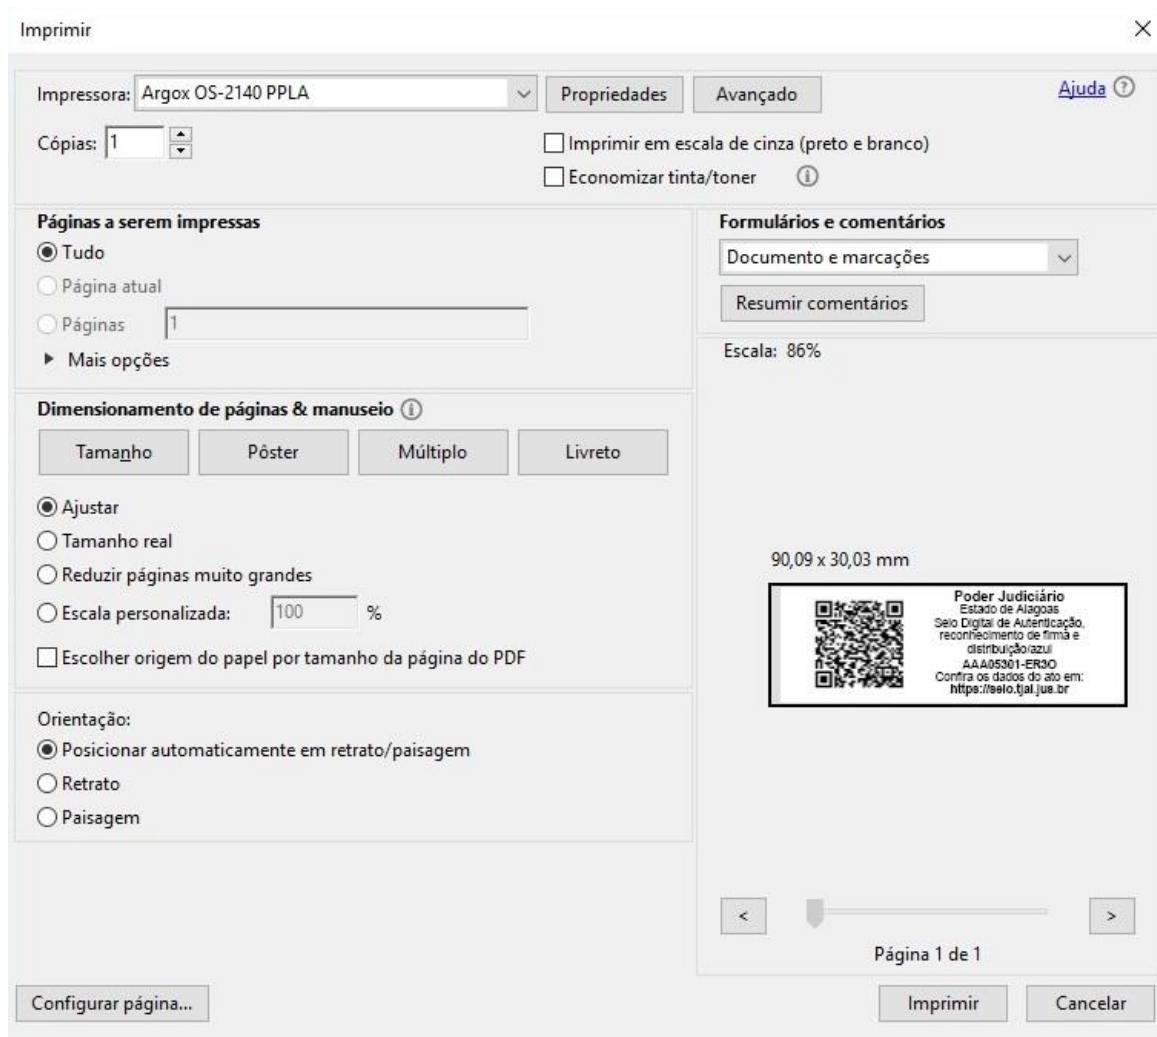 Imprimir
Impressora: Argox OS-2140 PPLA Propriedades Avançado Ajuda
Cópias: 1
Imprimir em escala de cinza (preto e branco)
Economizar tinta/toner
Páginas a serem impressas
Tudo
Página atual
Páginas 1
Mais opções
Formulários e comentários
Documento e marcações
Resumir comentários
Dimensionamento de páginas & manuseio
Tamanho Pôster Múltiplo Livreto
Ajustar
Tamanho real
Reduzir páginas muito grandes
Escala personalizada: 100 %
Escolher origem do papel por tamanho da página do PDF
Orientação:
Posicionar automaticamente em retrato/paisagem
Retrato
Paisagem
Escala: 86%
90,09 x 30,03 mm
Poder Judiciário
Estado de Alagoas
Selo Digital de Autenticação,
reconhecimento de firma e
distribuição/azul
AAA05301-ER3O
Confira os dados do ato em:
https://selo.tjal.jus.br
< >
Página 1 de 1
Configurar página... Imprimir Cancelar